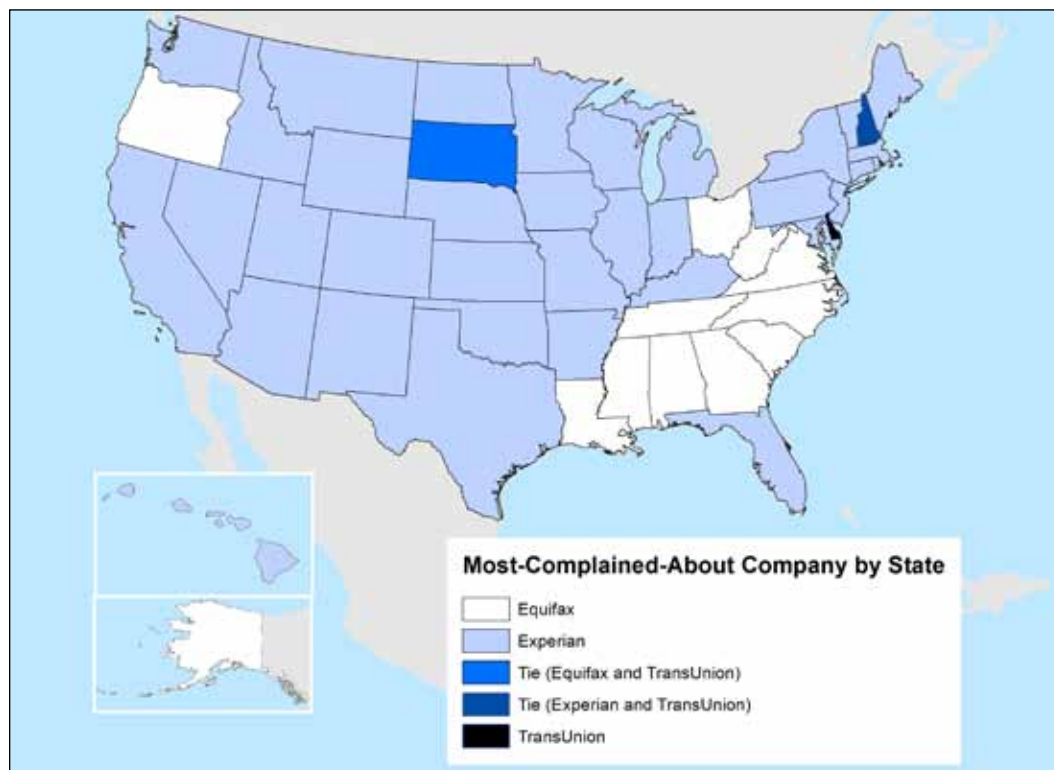 Most-Complained-About Company by State
Equifax
Experian
Tie (Equifax and TransUnion)
Tie (Experian and TransUnion)
TransUnion